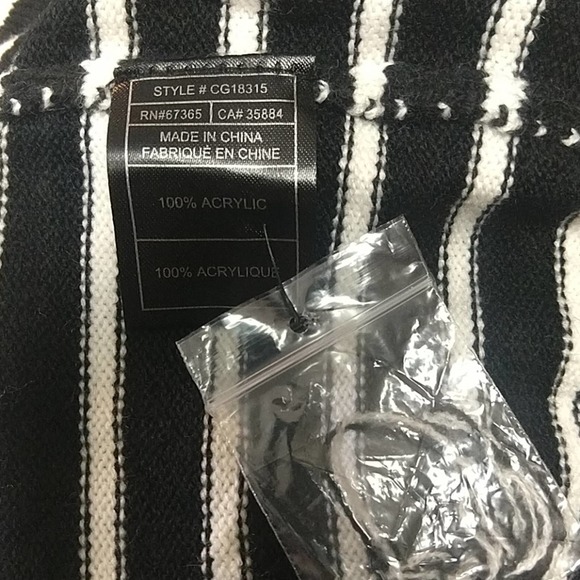 STYLE # CG18315
RN#67365 CA# 35884
MADE IN CHINA
FABRIQUÉ EN CHINE
100% ACRYLIC
100% ACRYLIQUE